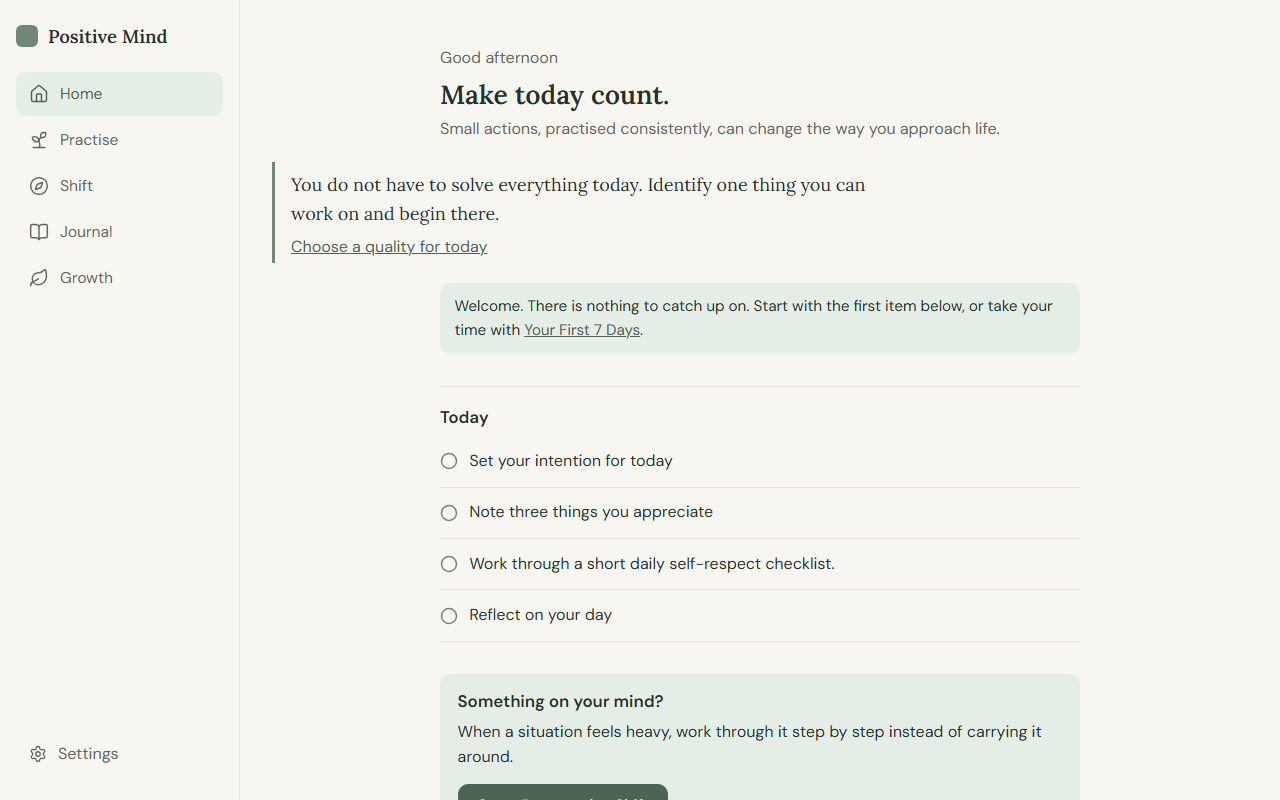 Positive Mind
Home
Practise
Shift
Journal
Growth
Settings
Good afternoon
Make today count.
Small actions, practised consistently, can change the way you approach life.
You do not have to solve everything today. Identify one thing you can
work on and begin there.
Choose a quality for today
Welcome. There is nothing to catch up on. Start with the first item below, or take your
time with Your First 7 Days.
Today
Set your intention for today
Note three things you appreciate
Work through a short daily self-respect checklist.
Reflect on your day
Something on your mind?
When a situation feels heavy, work through it step by step instead of carrying it
around.